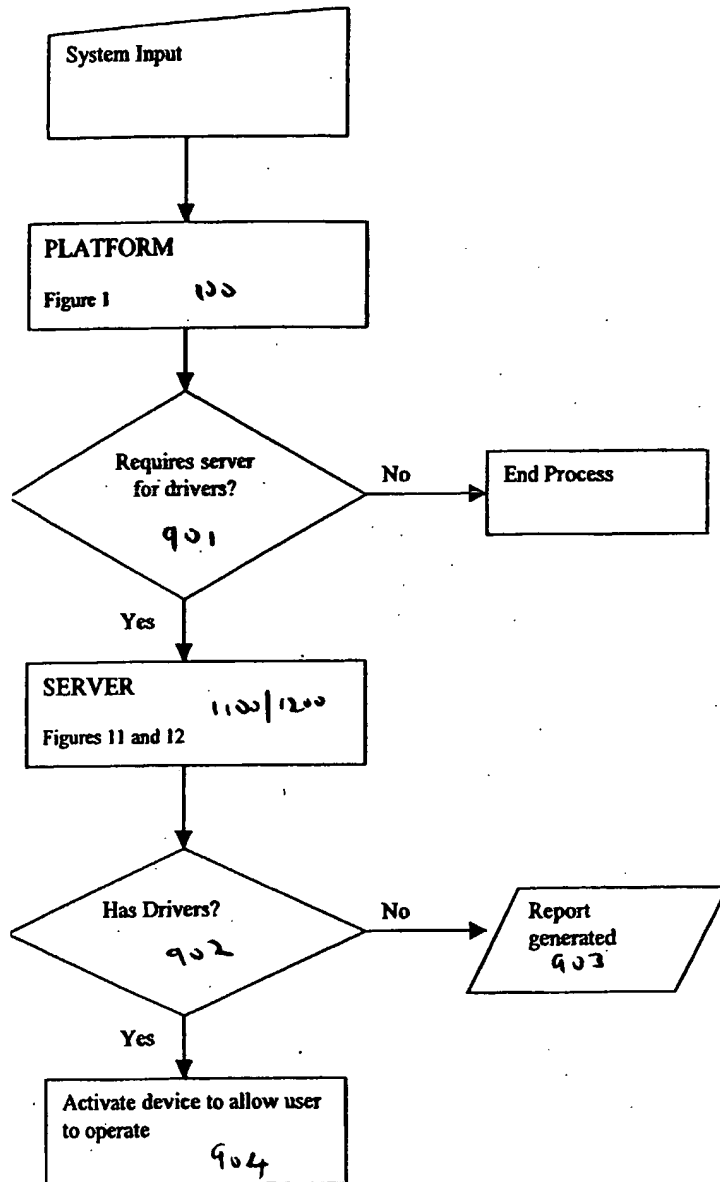 System Input
PLATFORM
Figure 1 100
Requires server
for drivers?
901
No
End Process
Yes
SERVER
1100/1200
Figures 11 and 12
Has Drivers?
902
No
Report
generated
903
Yes
Activate device to allow user
to operate
904